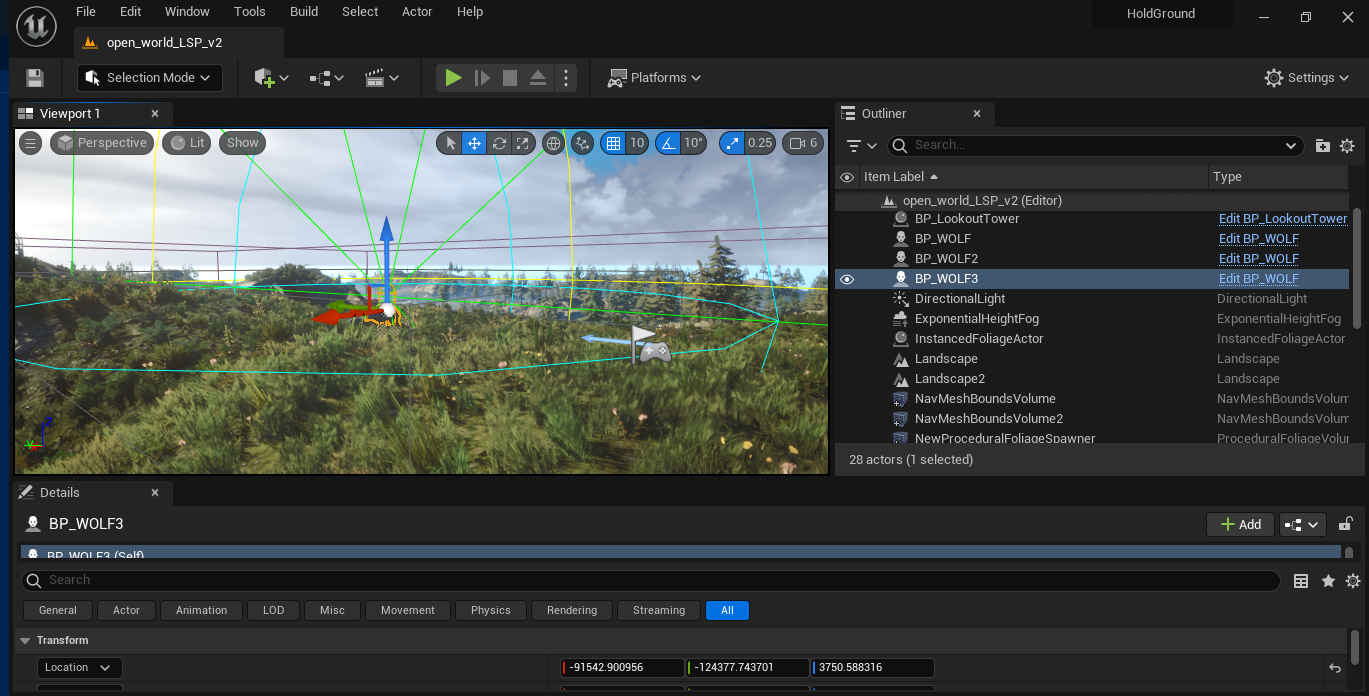 File Edit Window Tools Build Select Actor Help HoldGround
open_world_LSP_v2
Selection Mode Platforms Settings
Viewport 1 Outliner
Perspective Lit Show 10 10° 0.25 6
Search...
Item Label Type
open_world_LSP_v2 (Editor)
BP_LookoutTower Edit BP_LookoutTower
BP_WOLF Edit BP_WOLF
BP_WOLF2 Edit BP_WOLF
BP_WOLF3 Edit BP_WOLF
DirectionalLight DirectionalLight
ExponentialHeightFog ExponentialHeightFog
InstancedFoliageActor InstancedFoliageActor
Landscape Landscape
Landscape2 Landscape
NavMeshBoundsVolume NavMeshBoundsVolum
NavMeshBoundsVolume2 NavMeshBoundsVolum
NewProceduralFoliageSpawner ProceduralFoliageVolu
28 actors (1 selected)
Details
BP_WOLF3 Add
BP_WOLF3 (Self)
Search
General Actor Animation LOD Misc Movement Physics Rendering Streaming All
Transform
Location -91542.900956 -124377.743701 3750.588316